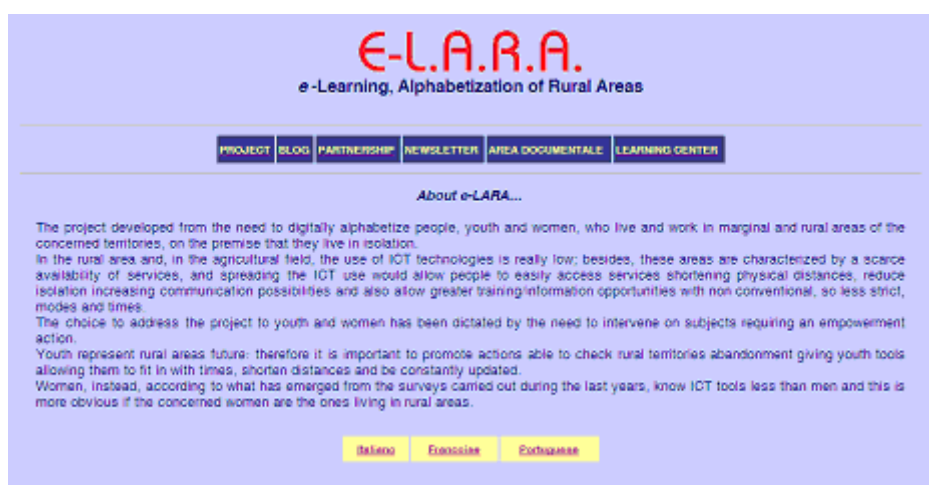 E-L.A.R.A.
e-Learning, Alphabetization of Rural Areas
PROJECT BLOG PARTNERSHIP NEWSLETTER AREA DOCUMENTALE LEARNING CENTER
About e-LARA...
The project developed from the need to digitally alphabetize people, youth and women, who live and work in marginal and rural areas of the
concerned territories, on the premise that they live in isolation.
In the rural area and, in the agricultural field, the use of ICT technologies is really low; besides, these areas are characterized by a scarce
availability of services, and spreading the ICT use would allow people to easily access services shortening physical distances, reduce
isolation increasing communication possibilities and also allow greater training/information opportunities with non conventional, so less strict,
modes and times.
The choice to address the project to youth and women has been dictated by the need to intervene on subjects requiring an empowerment
action.
Youth represent rural areas future: therefore it is important to promote actions able to check rural territories abandonment giving youth tools
allowing them to fit in with times, shorten distances and be constantly updated.
Women, instead, according to what has emerged from the surveys carried out during the last years, know ICT tools less than men and this is
more obvious if the concerned women are the ones living in rural areas.
Italiano Francoise Portuguese